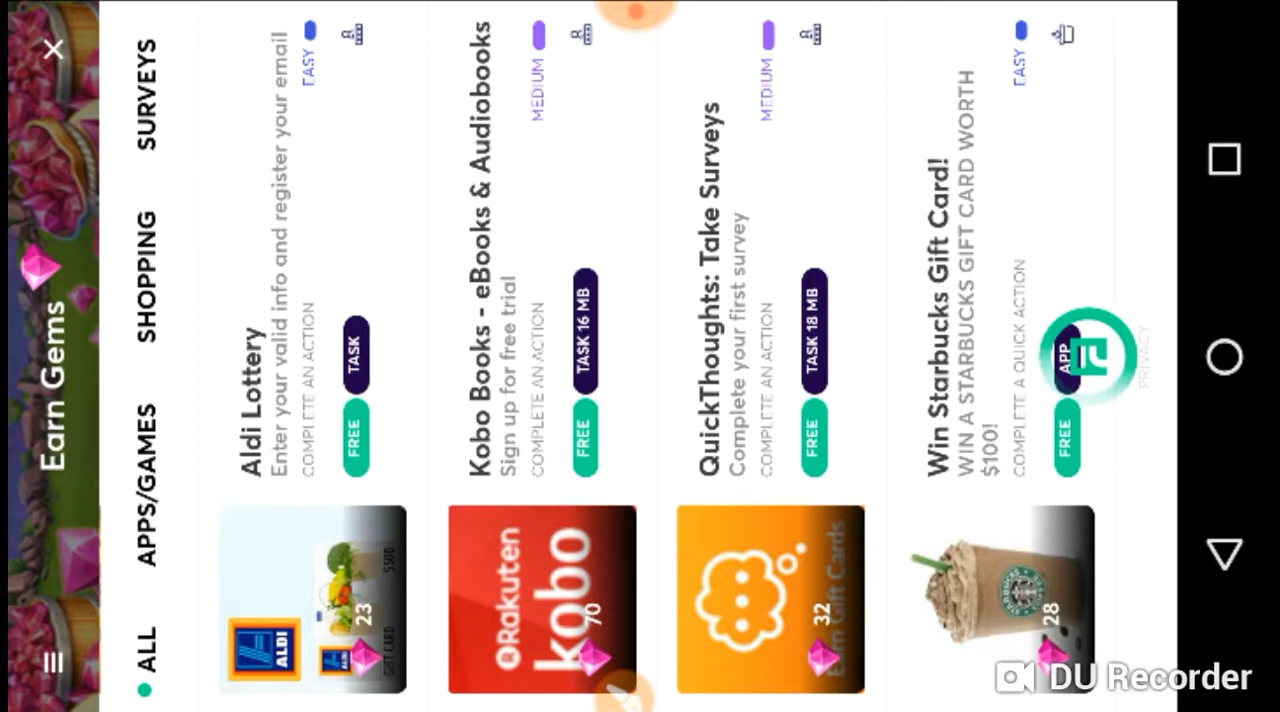 Earn Gems
ALL
APPS/GAMES
SHOPPING
SURVEYS
Aldi Lottery
Enter your valid info and register your email
COMPLETE AN ACTION
EASY
FREE
TASK
ALDI
ALDI
GIFT CARD
$500
23
Kobo Books - eBooks & Audiobooks
Sign up for free trial
COMPLETE AN ACTION
MEDIUM
FREE
TASK 16 MB
Rakuten
kobo
70
QuickThoughts: Take Surveys
Complete your first survey
COMPLETE AN ACTION
MEDIUM
FREE
TASK 18 MB
Earn Gift Cards
32
Win Starbucks Gift Card!
WIN A STARBUCKS GIFT CARD WORTH
$100!
COMPLETE A QUICK ACTION
EASY
FREE
APP
28
PRIVACY
DU Recorder